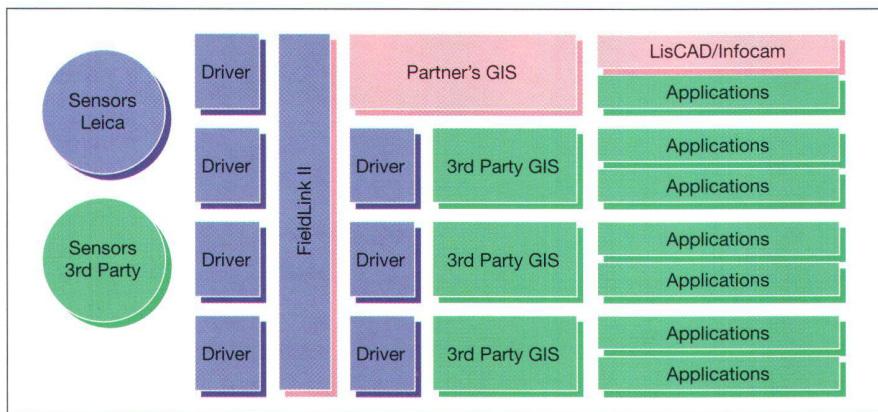 Sensors
Leica
Sensors
3rd Party
Driver
Driver
Driver
Driver
FieldLink II
Partner's GIS
LisCAD/Infocam
Applications
Driver
3rd Party GIS
Applications
Applications
Driver
3rd Party GIS
Applications
Applications
Driver
3rd Party GIS
Applications
Applications